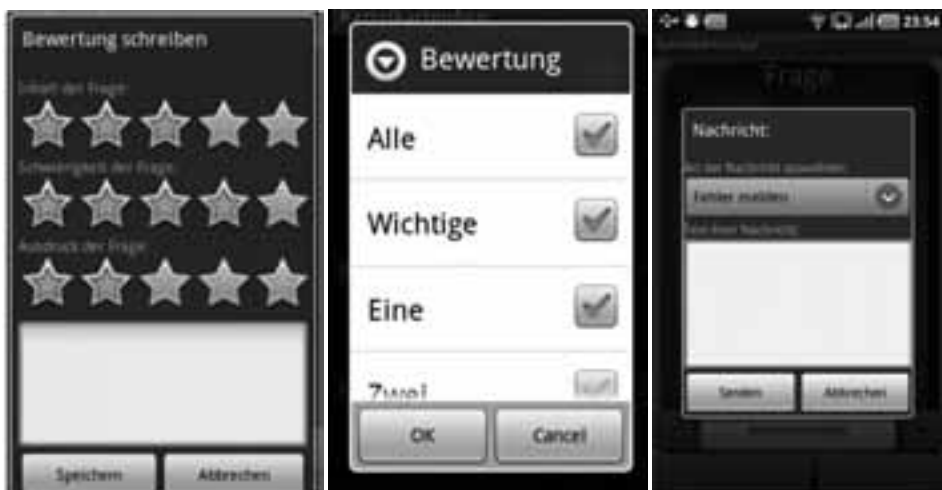 Bewertung schreiben
Inhalt der Frage:
Schwierigkeit der Frage:
Ausdruck der Frage:
Speichern
Abbrechen
Bewertung
Alle
Wichtige
Eine
Zwei
OK
Cancel
23:54
Frage
Nachricht:
Art der Nachricht auswählen:
Fehler melden
Text Ihrer Nachricht:
Senden
Abbrechen